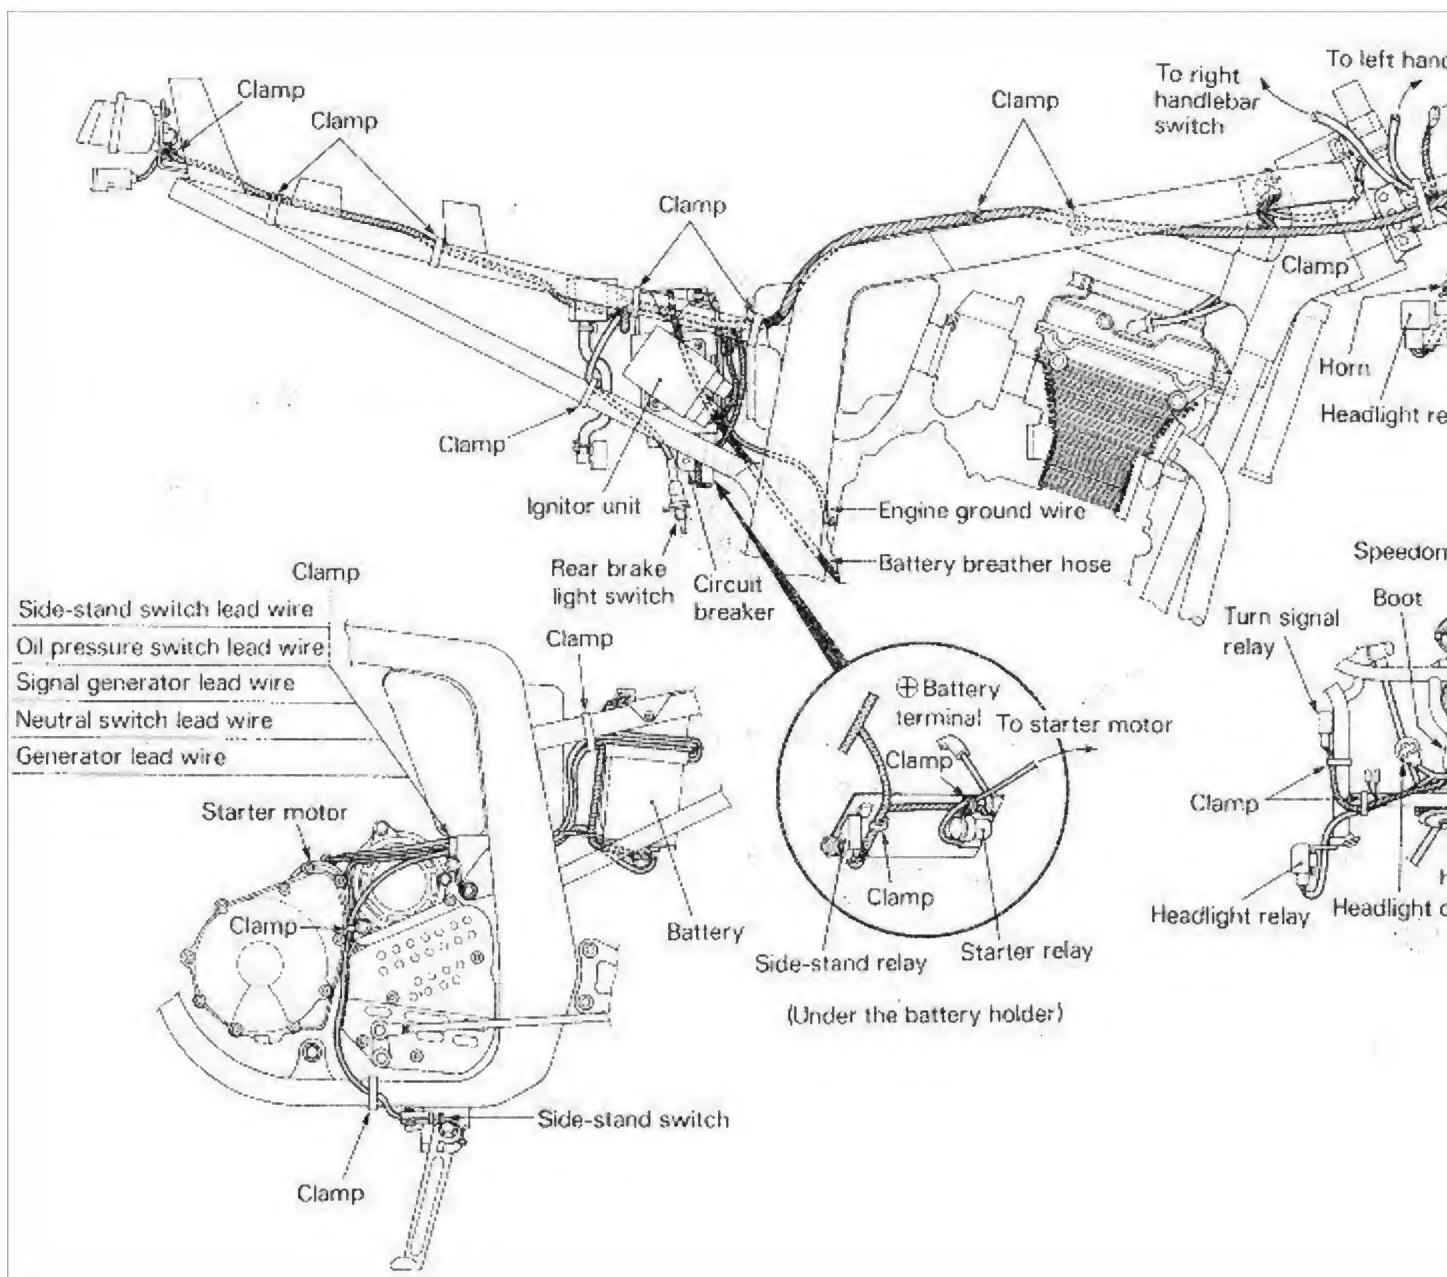 Clamp
Clamp
Clamp
Clamp
To right
handlebar
switch
To left hand
Clamp
Horn
Headlight re
Clamp
Ignitor unit
Rear brake
light switch
Circuit
breaker
Engine ground wire
Battery breather hose
Clamp
Side-stand switch lead wire
Oil pressure switch lead wire
Signal generator lead wire
Neutral switch lead wire
Generator lead wire
Starter motor
Clamp
Clamp
Battery
Side-stand switch
Clamp
⊕ Battery
terminal
To starter motor
Clamp
Clamp
Side-stand relay
Starter relay
(Under the battery holder)
Speedom
Boot
Turn signal
relay
Clamp
Headlight relay
Headlight